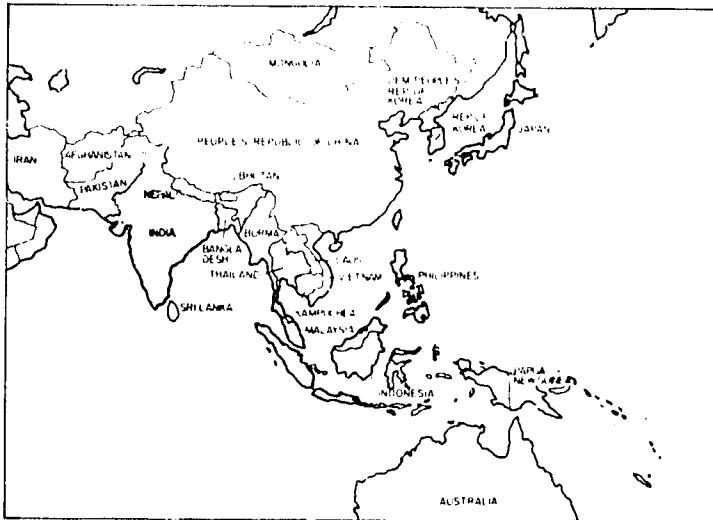 MONGOLIA
DEM PEOPLE'S
REP OF
KOREA
REP OF
KOREA
JAPAN
PEOPLE'S REPUBLIC OF CHINA
IRAN
AFGHANISTAN
PAKISTAN
NEPAL
BHUTAN
INDIA
BURMA
BANGLA
DESH
LAOS
THAILAND
VIETNAM
PHILIPPINES
SRI LANKA
KAMPUCHEA
MALAYSIA
INDONESIA
PAPUA
NEW GUINEA
AUSTRALIA